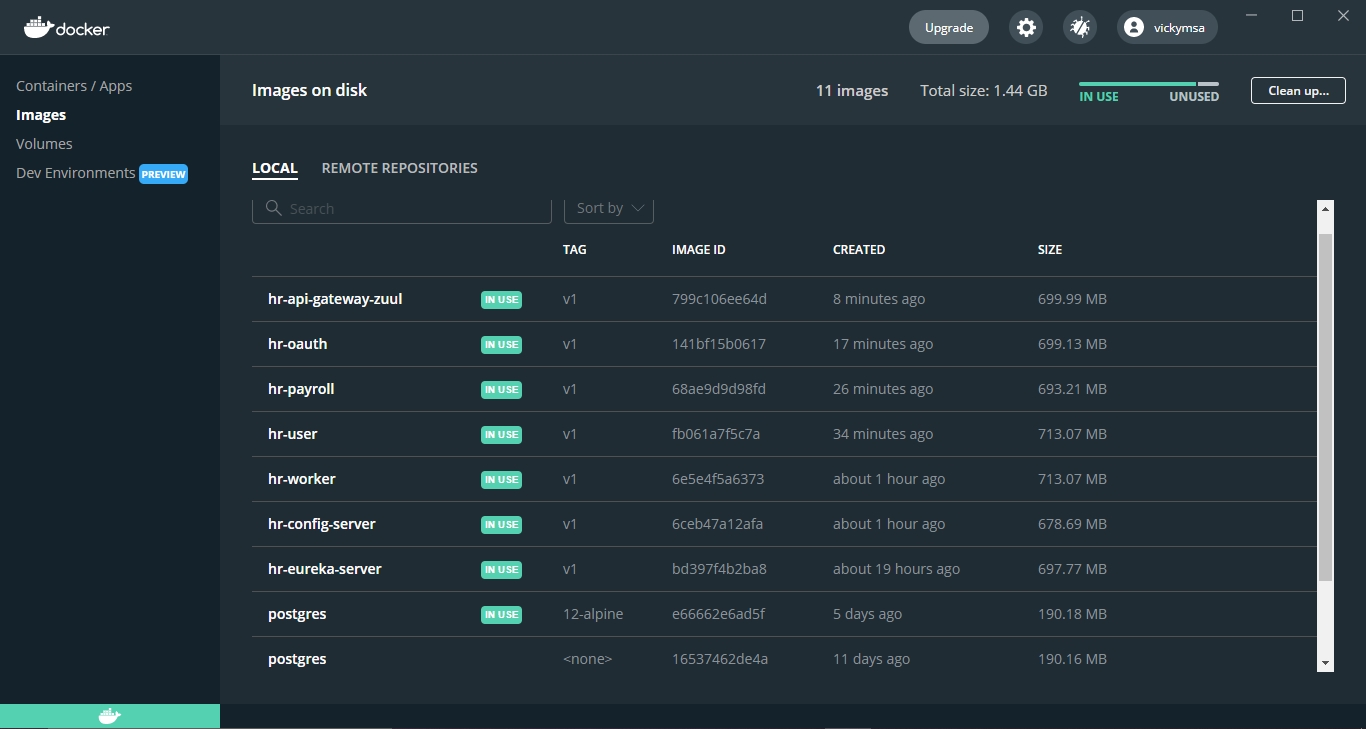 docker
Upgrade
vickymsa
Containers / Apps
Images
Volumes
Dev Environments PREVIEW
Images on disk
11 images
Total size: 1.44 GB
IN USE UNUSED
Clean up...
LOCAL REMOTE REPOSITORIES
Search
Sort by
TAG IMAGE ID CREATED SIZE
hr-api-gateway-zuul IN USE v1 799c106ee64d 8 minutes ago 699.99 MB
hr-oauth IN USE v1 141bf15b0617 17 minutes ago 699.13 MB
hr-payroll IN USE v1 68ae9d9d98fd 26 minutes ago 693.21 MB
hr-user IN USE v1 fb061a7f5c7a 34 minutes ago 713.07 MB
hr-worker IN USE v1 6e5e4f5a6373 about 1 hour ago 713.07 MB
hr-config-server IN USE v1 6ceb47a12afa about 1 hour ago 678.69 MB
hr-eureka-server IN USE v1 bd397f4b2ba8 about 19 hours ago 697.77 MB
postgres IN USE 12-alpine e66662e6ad5f 5 days ago 190.18 MB
postgres <none> 16537462de4a 11 days ago 190.16 MB